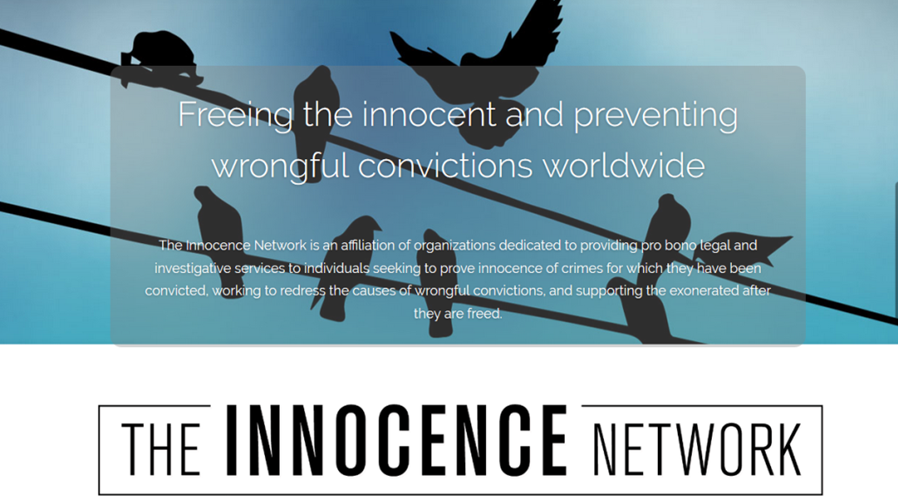 Freeing the innocent and preventing
wrongful convictions worldwide
The Innocence Network is an affiliation of organizations dedicated to providing pro bono legal and
investigative services to individuals seeking to prove innocence of crimes for which they have been
convicted, working to redress the causes of wrongful convictions, and supporting the exonerated after
they are freed.
THE INNOCENCE NETWORK